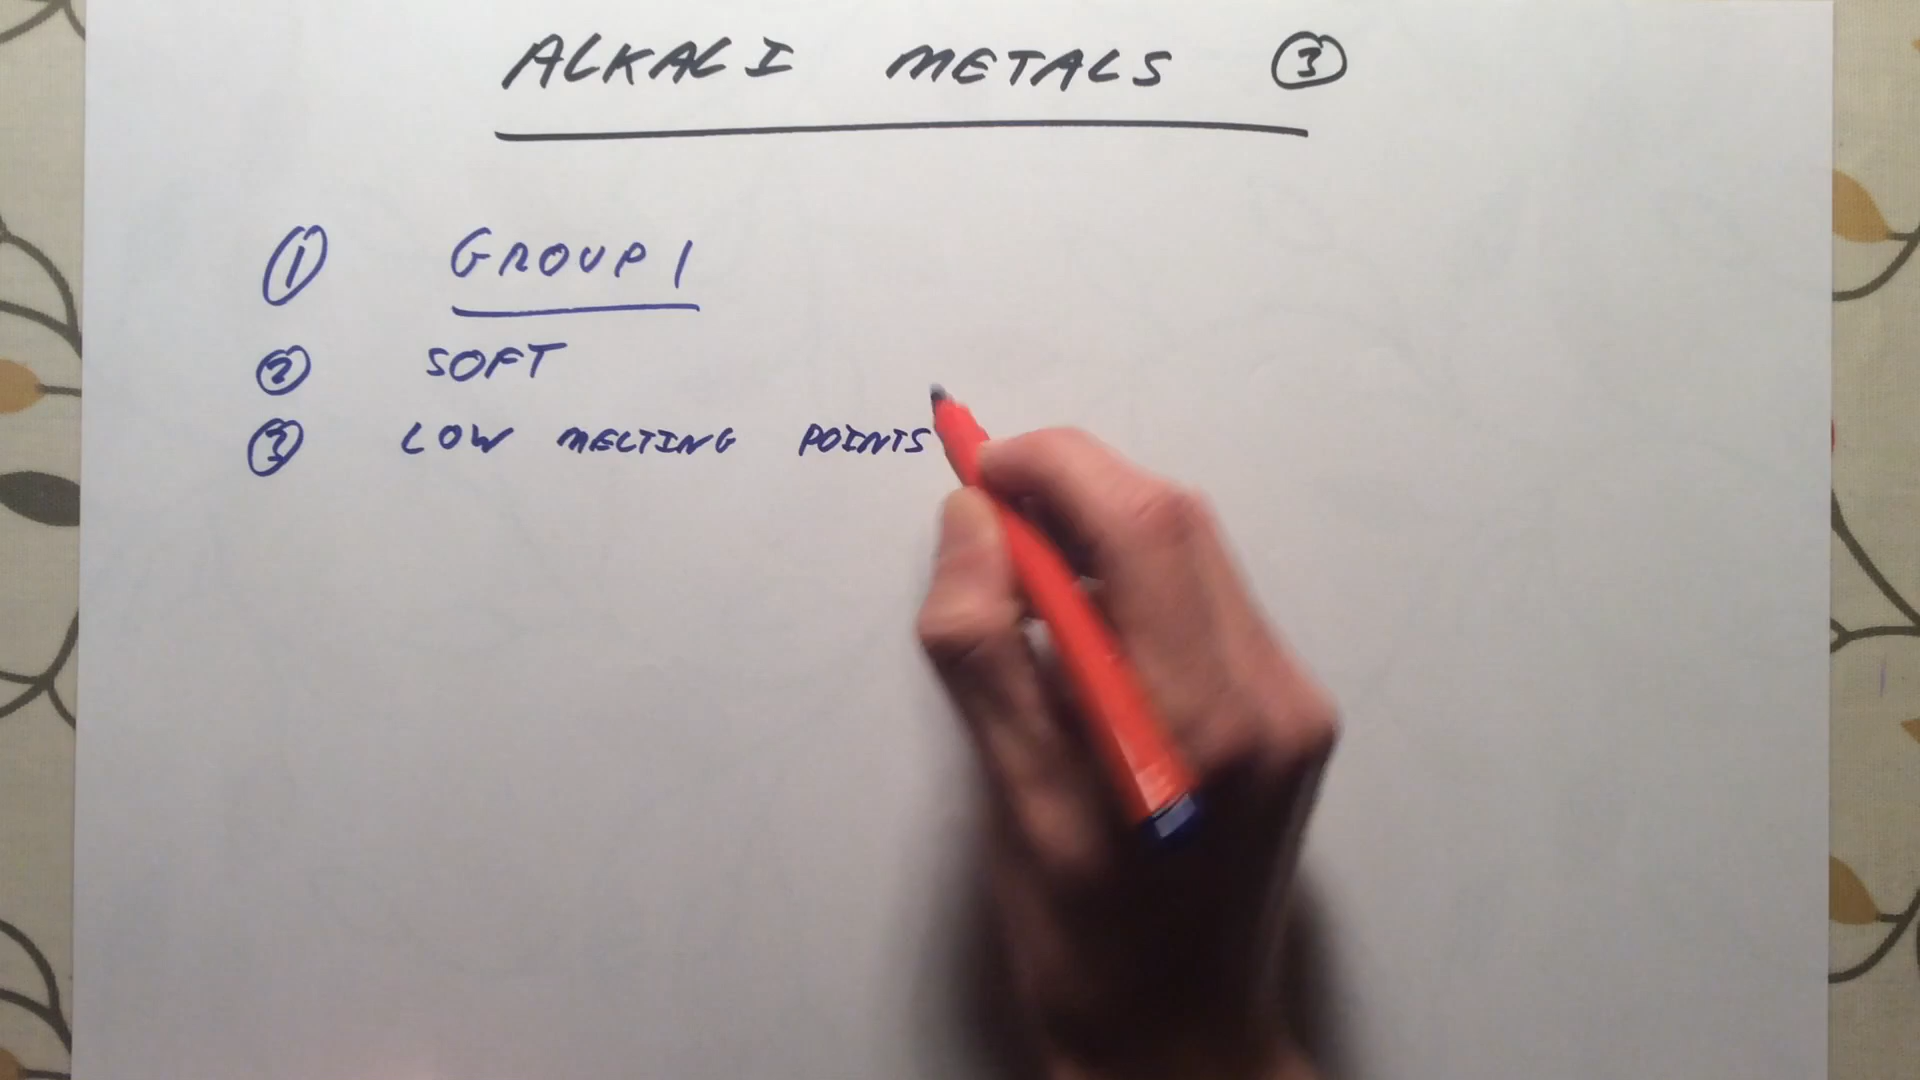 ALKALI METALS ③
① GROUP 1
② SOFT
③ LOW MELTING POINTS